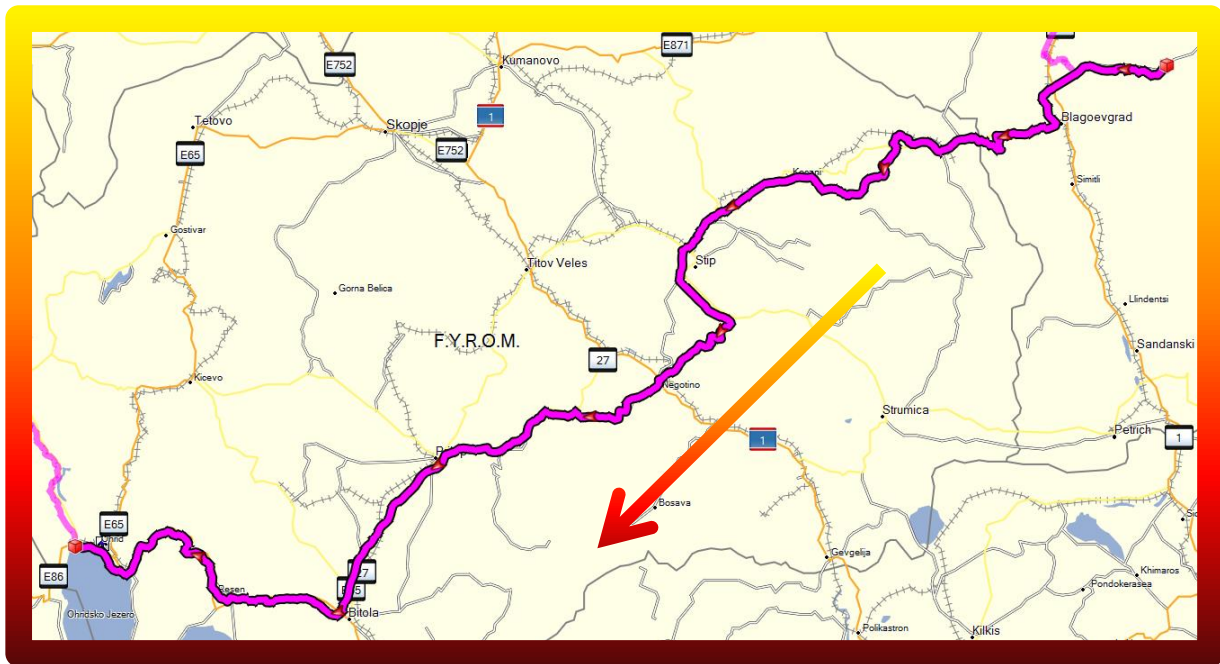 E871
E752
Kumanovo
1
Tetovo
Skopje
Blagoevgrad
E752
E65
Simitli
Gostivar
Stip
Titov Veles
Gorna Belica
Llindentsi
F.Y.R.O.M.
Sandanski
27
Kicevo
Negotino
Strumica
Petrich
1
1
Bosava
E65
Gevgelija
E86
Khimaros
Pondokerasea
Resen
Ohridsko Jezero
Bitola
Polikastron
Kilkis